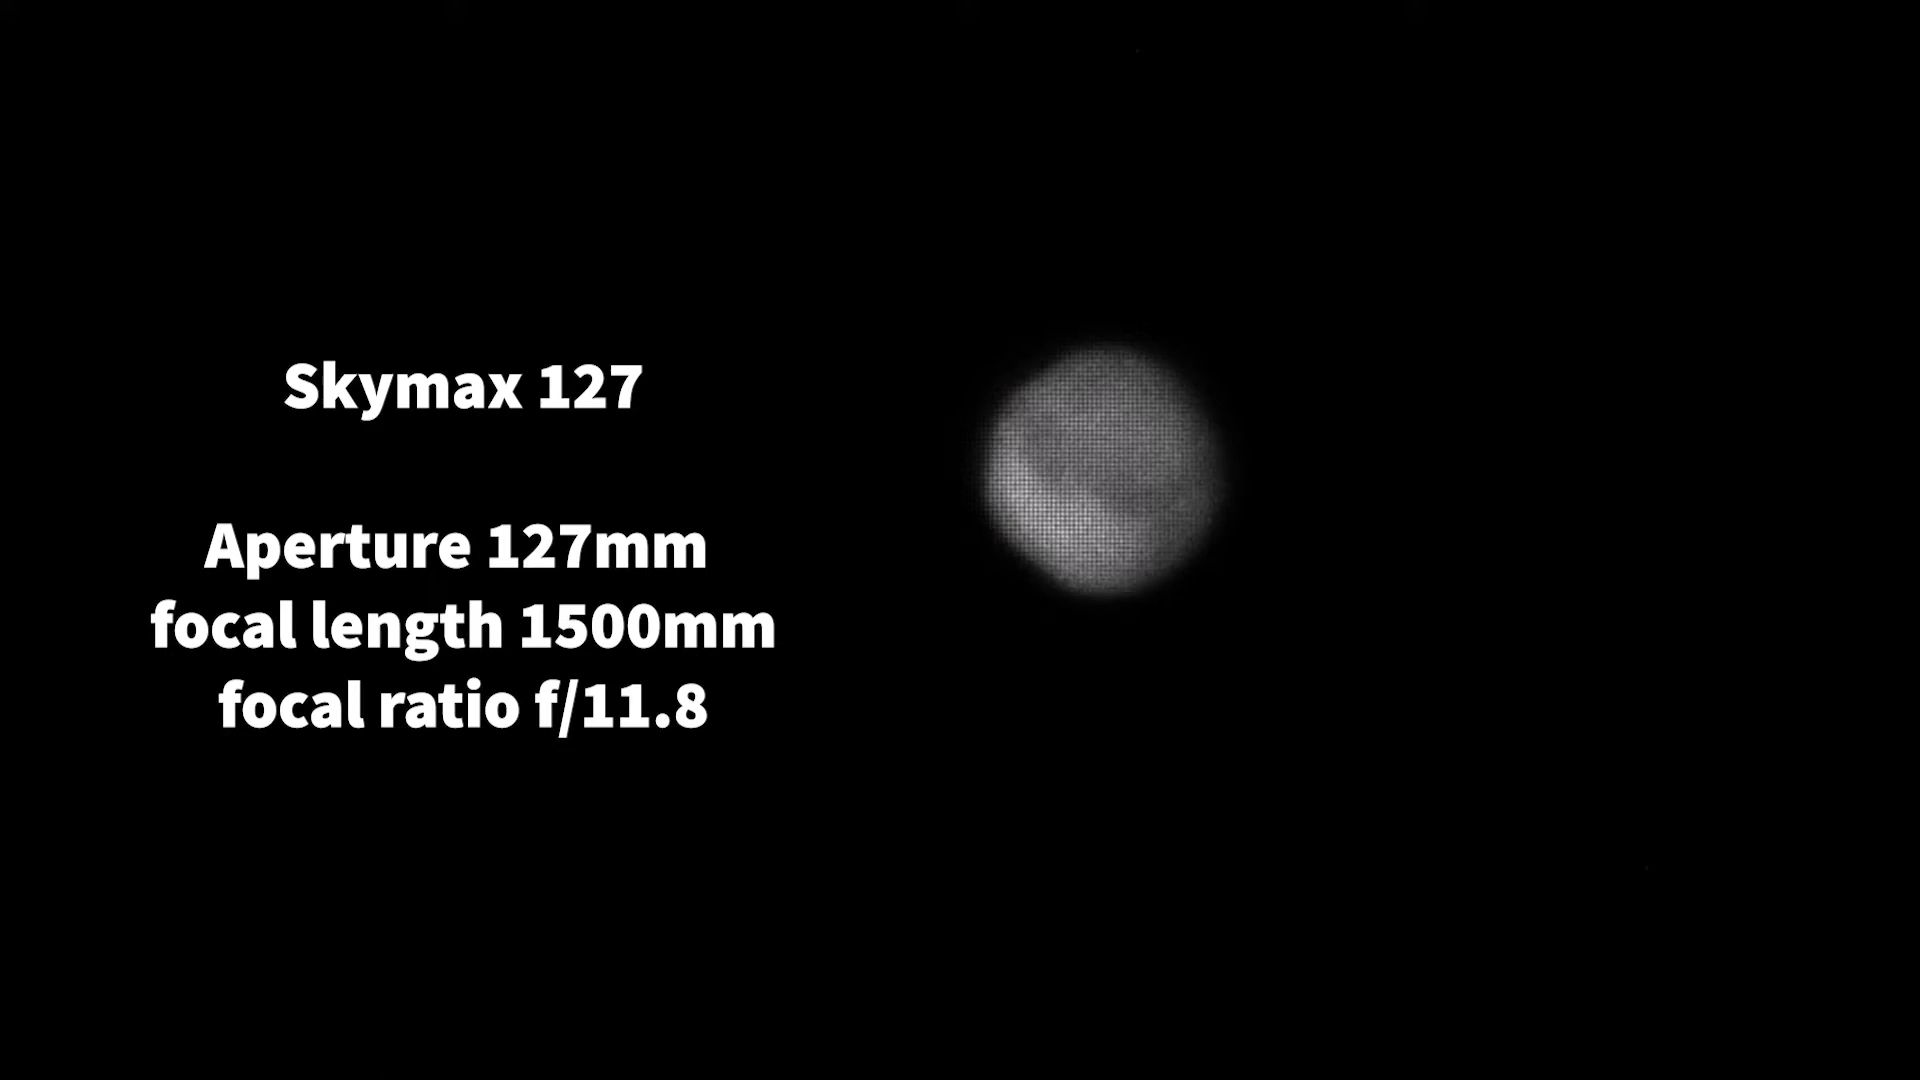 Skymax 127
Aperture 127mm
focal length 1500mm
focal ratio f/11.8